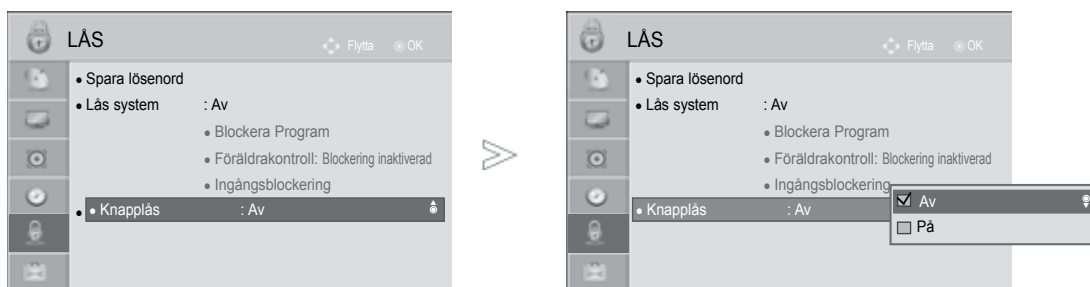 LÅS
Flytta OK
• Spara lösenord
• Lås system : Av
• Blockera Program
• Föräldrakontroll: Blockering inaktiverad
• Ingångsblockering
• • Knapplås : Av
LÅS
Flytta OK
• Spara lösenord
• Lås system : Av
• Blockera Program
• Föräldrakontroll: Blockering inaktiverad
• Ingångsblockering
• Knapplås : Av
Av
På